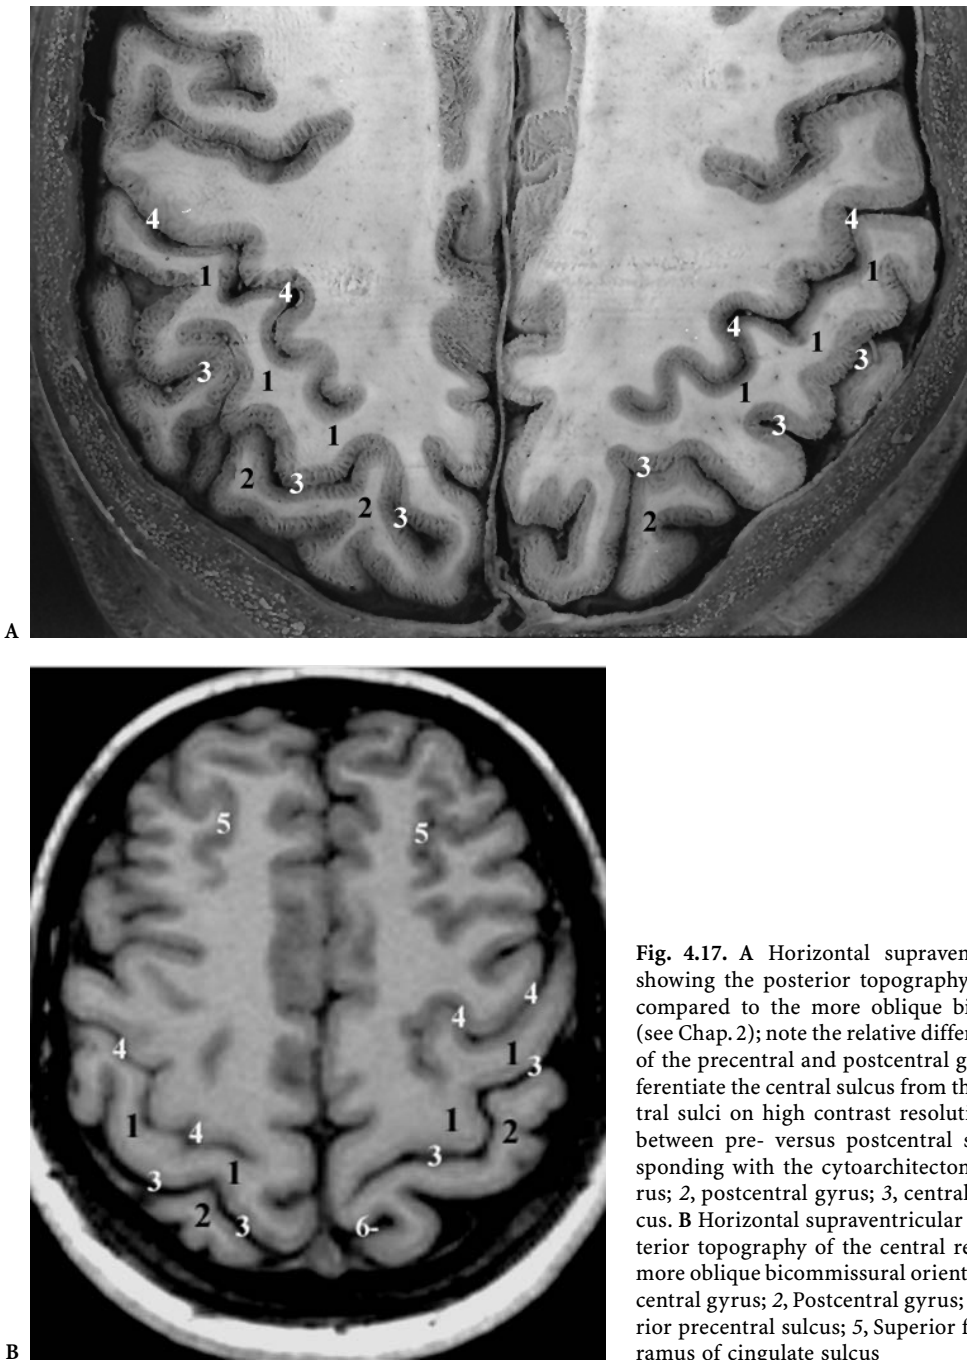 4 4
1 1
4 4
1
3
3 1 1
1 3
3
2 3
2 3 2
A
5 5
4
4
4 1
3
1 1 2
4
3
1
3
2
3 6-
B
Fig. 4.17. A Horizontal supraven
showing the posterior topography
compared to the more oblique bi
(see Chap. 2); note the relative differ
of the precentral and postcentral g
ferentiate the central sulcus from th
tral sulci on high contrast resoluti
between pre- versus postcentral s
sponding with the cytoarchitecton
rus; 2, postcentral gyrus; 3, central
cus. B Horizontal supraventricular
terior topography of the central re
more oblique bicommissural orient
central gyrus; 2, Postcentral gyrus;
rior precentral sulcus; 5, Superior f
ramus of cingulate sulcus